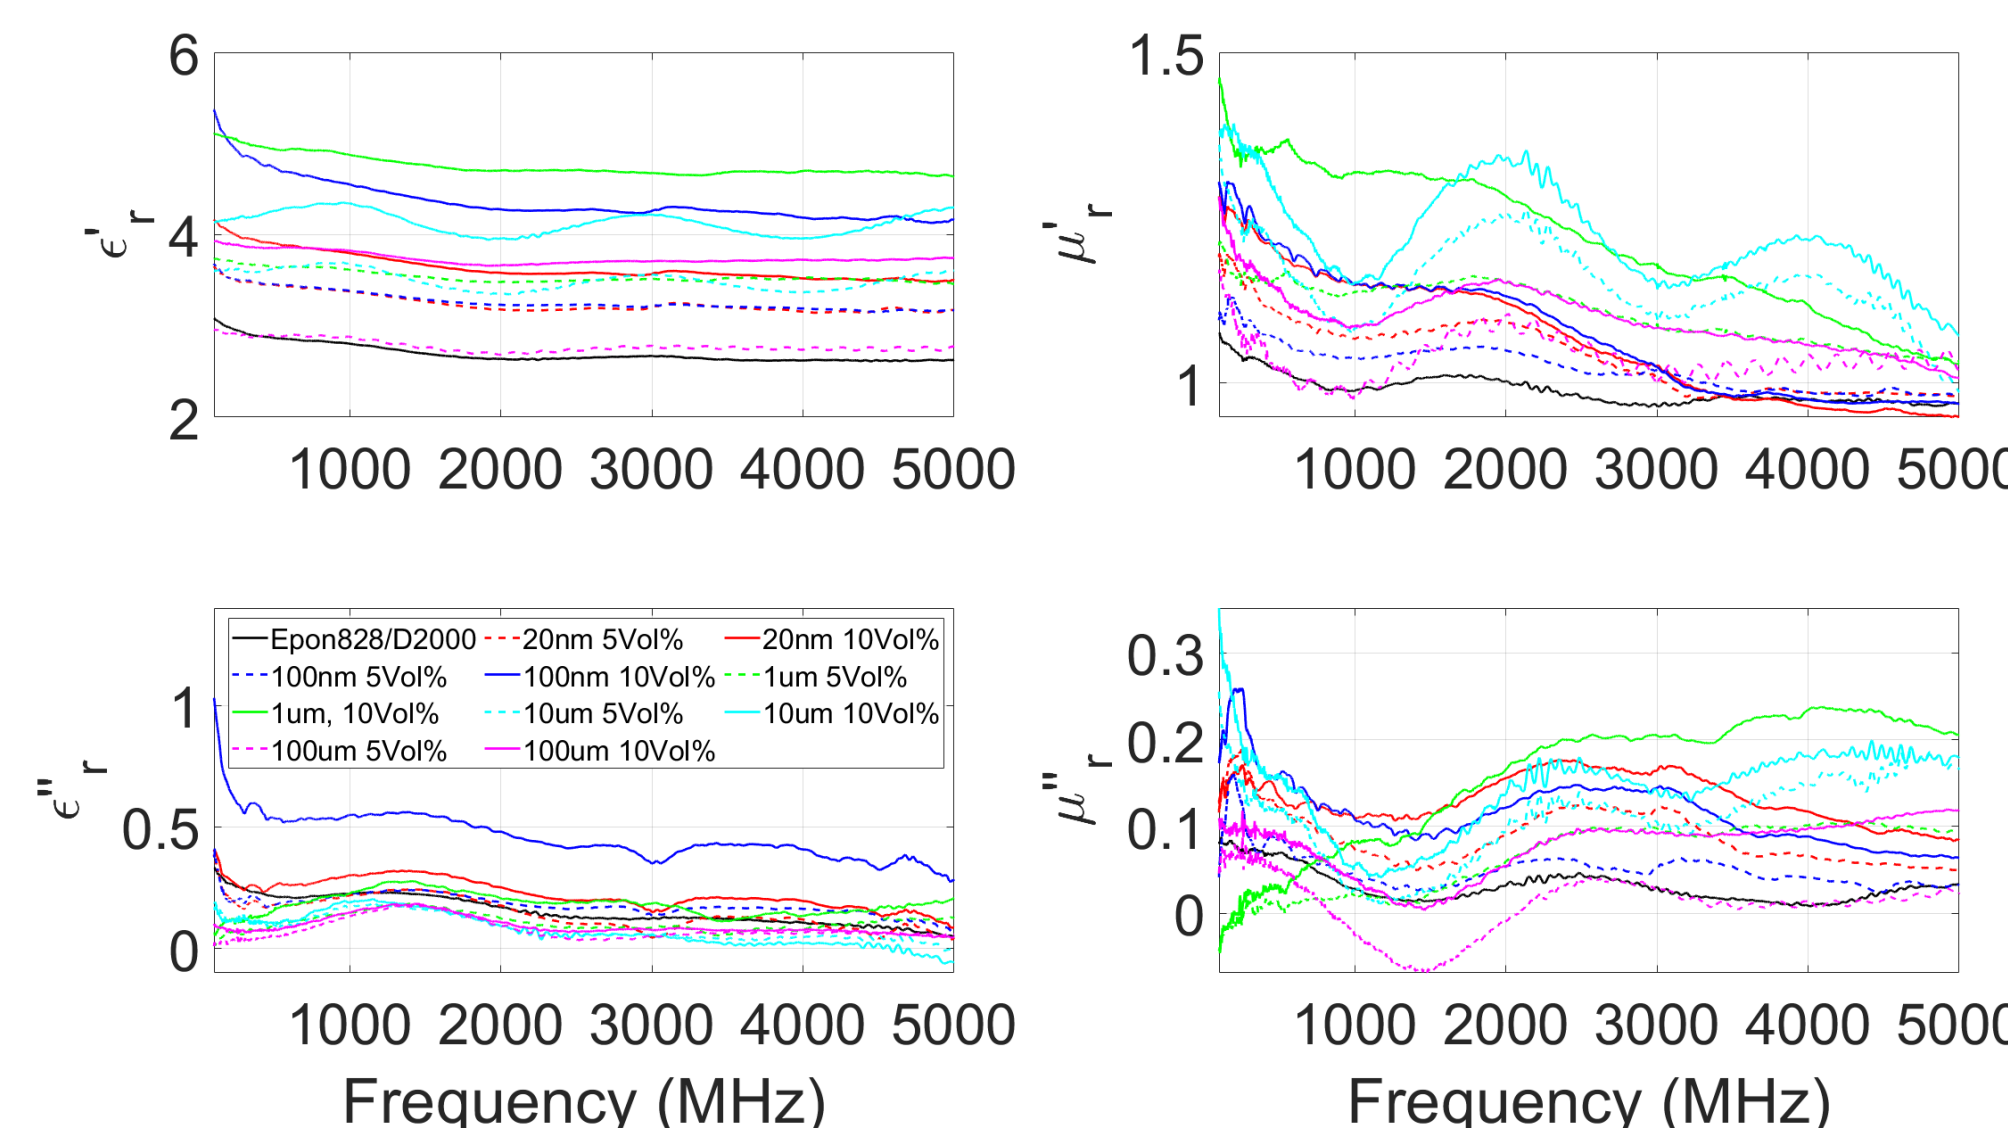 6
4
2
ϵ'r
1000 2000 3000 4000 5000
1.5
1
μ'r
1000 2000 3000 4000 5000
1
0.5
0
ϵ"r
Epon828/D2000 20nm 5Vol% 20nm 10Vol%
100nm 5Vol% 100nm 10Vol% 1um 5Vol%
1um, 10Vol% 10um 5Vol% 10um 10Vol%
100um 5Vol% 100um 10Vol%
1000 2000 3000 4000 5000
Frequency (MHz)
0.3
0.2
0.1
0
μ"r
1000 2000 3000 4000 5000
Frequency (MHz)